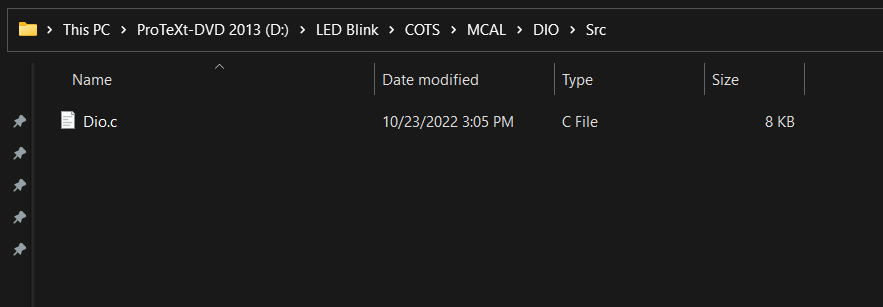 This PC > ProTeXt-DVD 2013 (D:) > LED Blink > COTS > MCAL > DIO > Src
Name Date modified Type Size
Dio.c 10/23/2022 3:05 PM C File 8 KB